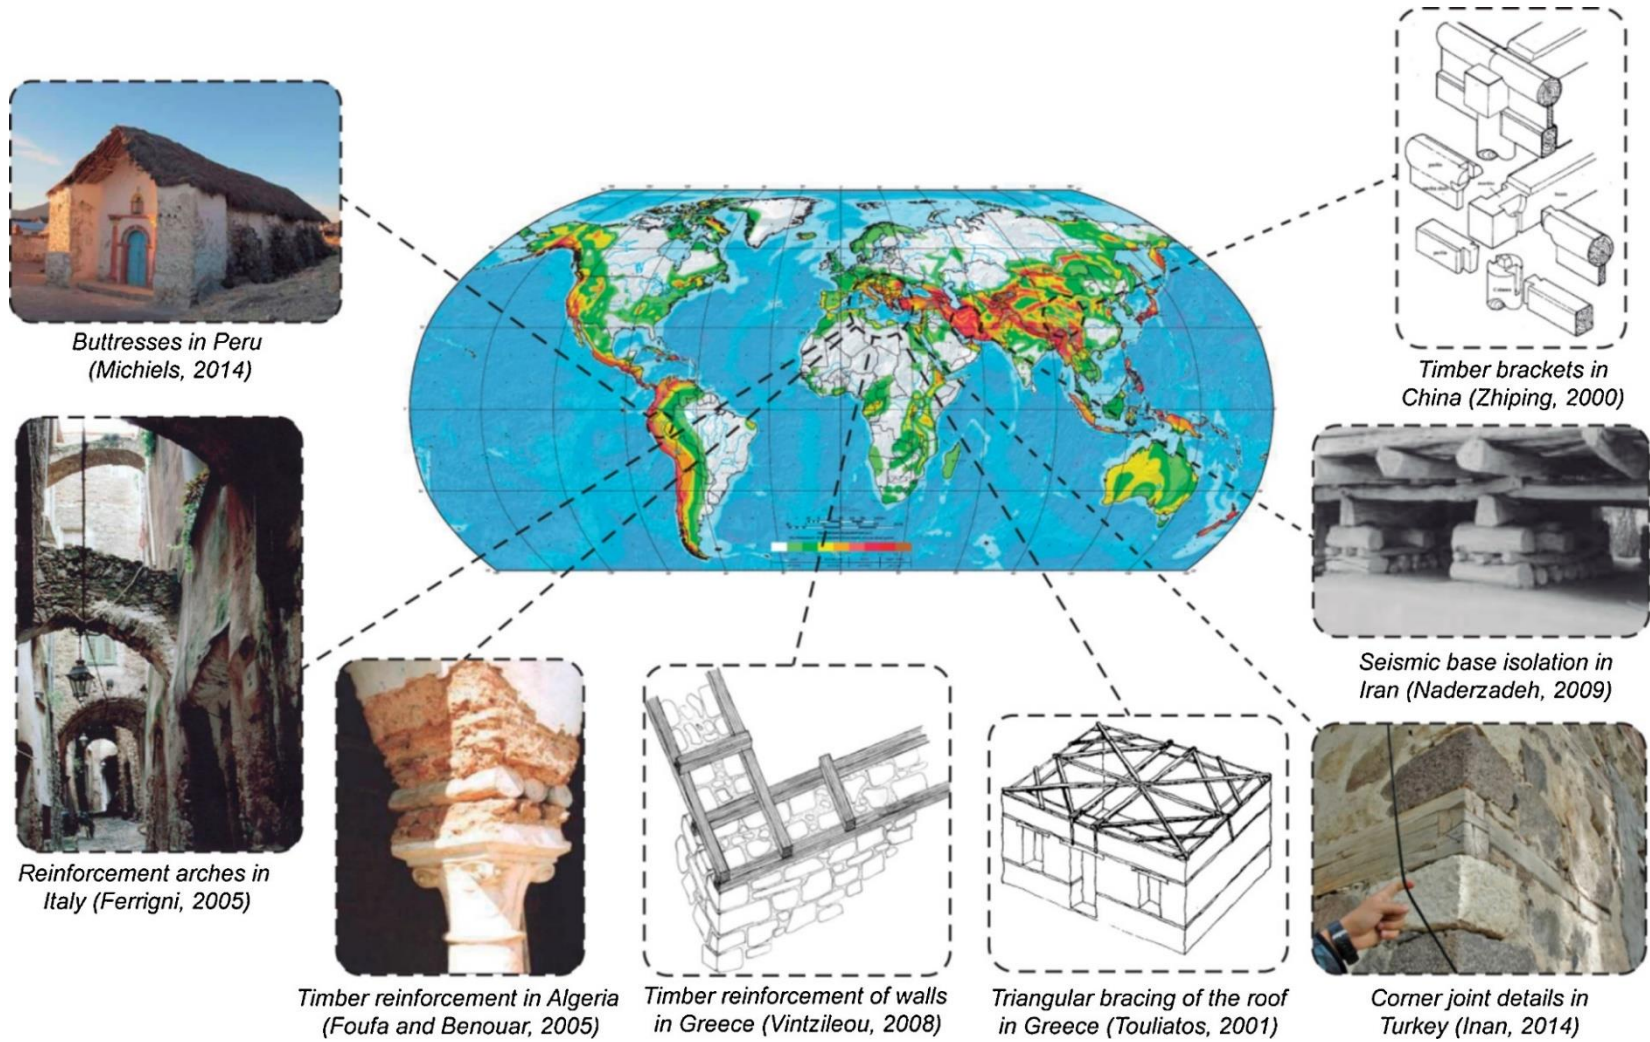 Buttresses in Peru
(Michiels, 2014)
Timber brackets in
China (Zhiping, 2000)
Reinforcement arches in
Italy (Ferrigni, 2005)
Seismic base isolation in
Iran (Naderzadeh, 2009)
Timber reinforcement in Algeria
(Foufa and Benouar, 2005)
Timber reinforcement of walls
in Greece (Vintzileou, 2008)
Triangular bracing of the roof
in Greece (Touliatos, 2001)
Corner joint details in
Turkey (Inan, 2014)